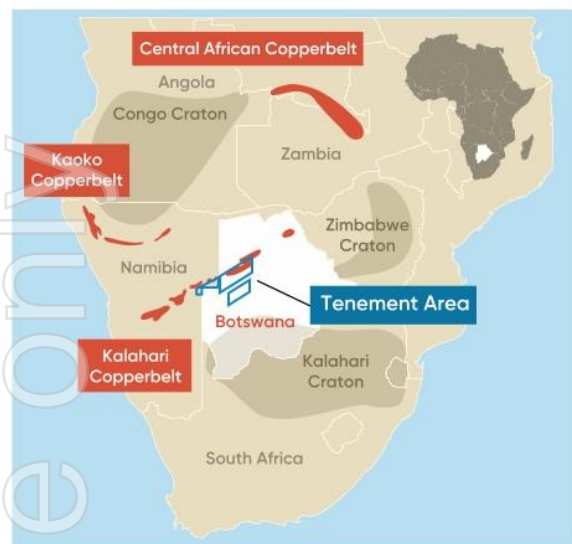 Central African Copperbelt
Angola
Congo Craton
Zambia
Kaoko
Copperbelt
Zimbabwe
Craton
Namibia
Tenement Area
Botswana
Kalahari
Copperbelt
Kalahari
Craton
South Africa
e only